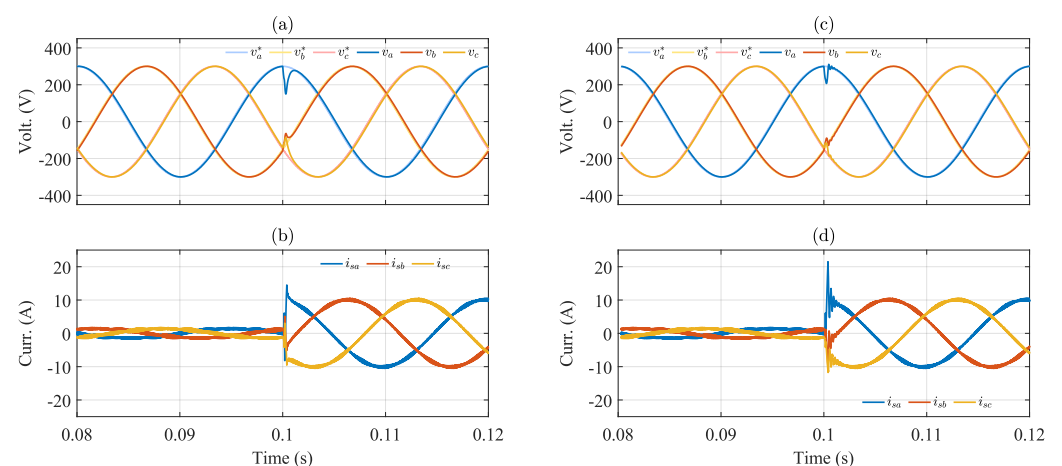 (a)
v*a v*b v*c va vb vc
400
200
0
-200
-400
Volt. (V)
(c)
v*a v*b v*c va vb vc
400
200
0
-200
-400
Volt. (V)
(b)
isa isb isc
20
10
0
-10
-20
Curr. (A)
0.08 0.09 0.1 0.11 0.12
Time (s)
(d)
20
10
0
-10
-20
Curr. (A)
isa isb isc
0.08 0.09 0.1 0.11 0.12
Time (s)